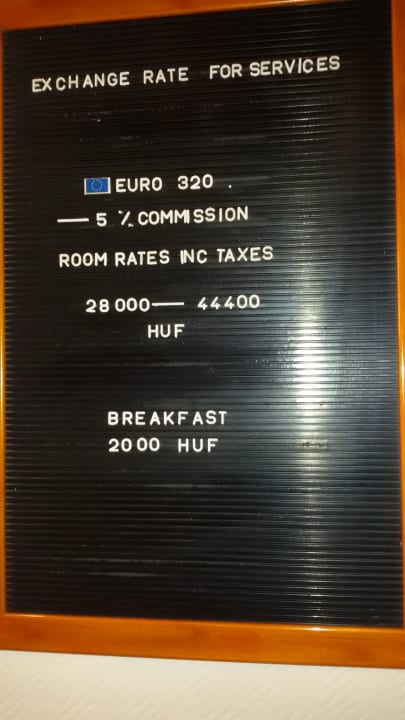 EXCHANGE RATE FOR SERVICES
EURO 320 .
— 5 % COMMISSION
ROOM RATES INC TAXES
28 000 — 44400
HUF
BREAKFAST
2000 HUF